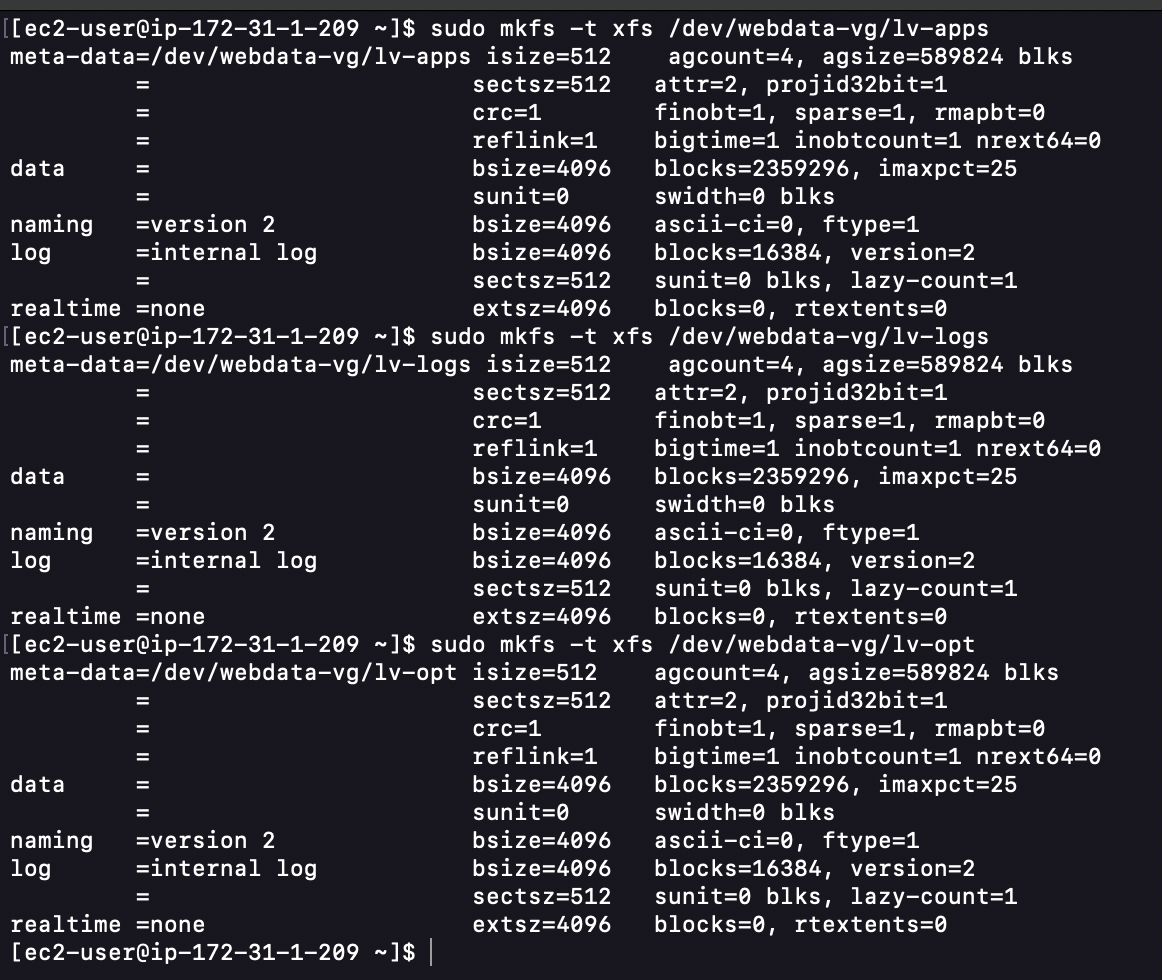 [[ec2-user@ip-172-31-1-209 ~]$ sudo mkfs -t xfs /dev/webdata-vg/lv-apps
meta-data=/dev/webdata-vg/lv-apps isize=512    agcount=4, agsize=589824 blks
         =                       sectsz=512   attr=2, projid32bit=1
         =                       crc=1        finobt=1, sparse=1, rmapbt=0
         =                       reflink=1    bigtime=1 inobtcount=1 nrext64=0
data     =                       bsize=4096   blocks=2359296, imaxpct=25
         =                       sunit=0      swidth=0 blks
naming   =version 2              bsize=4096   ascii-ci=0, ftype=1
log      =internal log           bsize=4096   blocks=16384, version=2
         =                       sectsz=512   sunit=0 blks, lazy-count=1
realtime =none                   extsz=4096   blocks=0, rtextents=0
[[ec2-user@ip-172-31-1-209 ~]$ sudo mkfs -t xfs /dev/webdata-vg/lv-logs
meta-data=/dev/webdata-vg/lv-logs isize=512    agcount=4, agsize=589824 blks
         =                       sectsz=512   attr=2, projid32bit=1
         =                       crc=1        finobt=1, sparse=1, rmapbt=0
         =                       reflink=1    bigtime=1 inobtcount=1 nrext64=0
data     =                       bsize=4096   blocks=2359296, imaxpct=25
         =                       sunit=0      swidth=0 blks
naming   =version 2              bsize=4096   ascii-ci=0, ftype=1
log      =internal log           bsize=4096   blocks=16384, version=2
         =                       sectsz=512   sunit=0 blks, lazy-count=1
realtime =none                   extsz=4096   blocks=0, rtextents=0
[[ec2-user@ip-172-31-1-209 ~]$ sudo mkfs -t xfs /dev/webdata-vg/lv-opt
meta-data=/dev/webdata-vg/lv-opt isize=512    agcount=4, agsize=589824 blks
         =                       sectsz=512   attr=2, projid32bit=1
         =                       crc=1        finobt=1, sparse=1, rmapbt=0
         =                       reflink=1    bigtime=1 inobtcount=1 nrext64=0
data     =                       bsize=4096   blocks=2359296, imaxpct=25
         =                       sunit=0      swidth=0 blks
naming   =version 2              bsize=4096   ascii-ci=0, ftype=1
log      =internal log           bsize=4096   blocks=16384, version=2
         =                       sectsz=512   sunit=0 blks, lazy-count=1
realtime =none                   extsz=4096   blocks=0, rtextents=0
[ec2-user@ip-172-31-1-209 ~]$